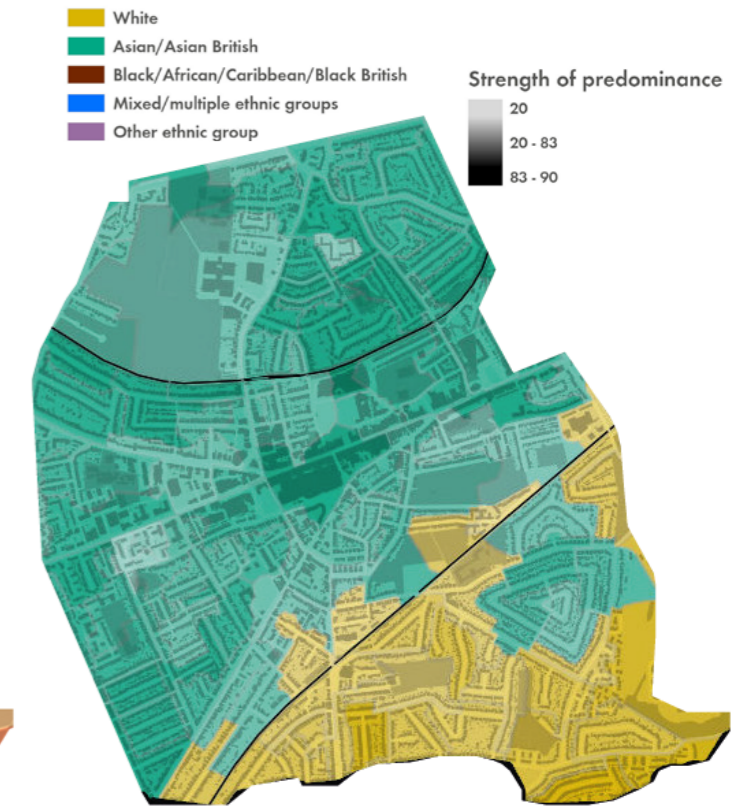 White
Asian/Asian British
Black/African/Caribbean/Black British
Mixed/multiple ethnic groups
Other ethnic group
Strength of predominance
20
20 - 83
83 - 90